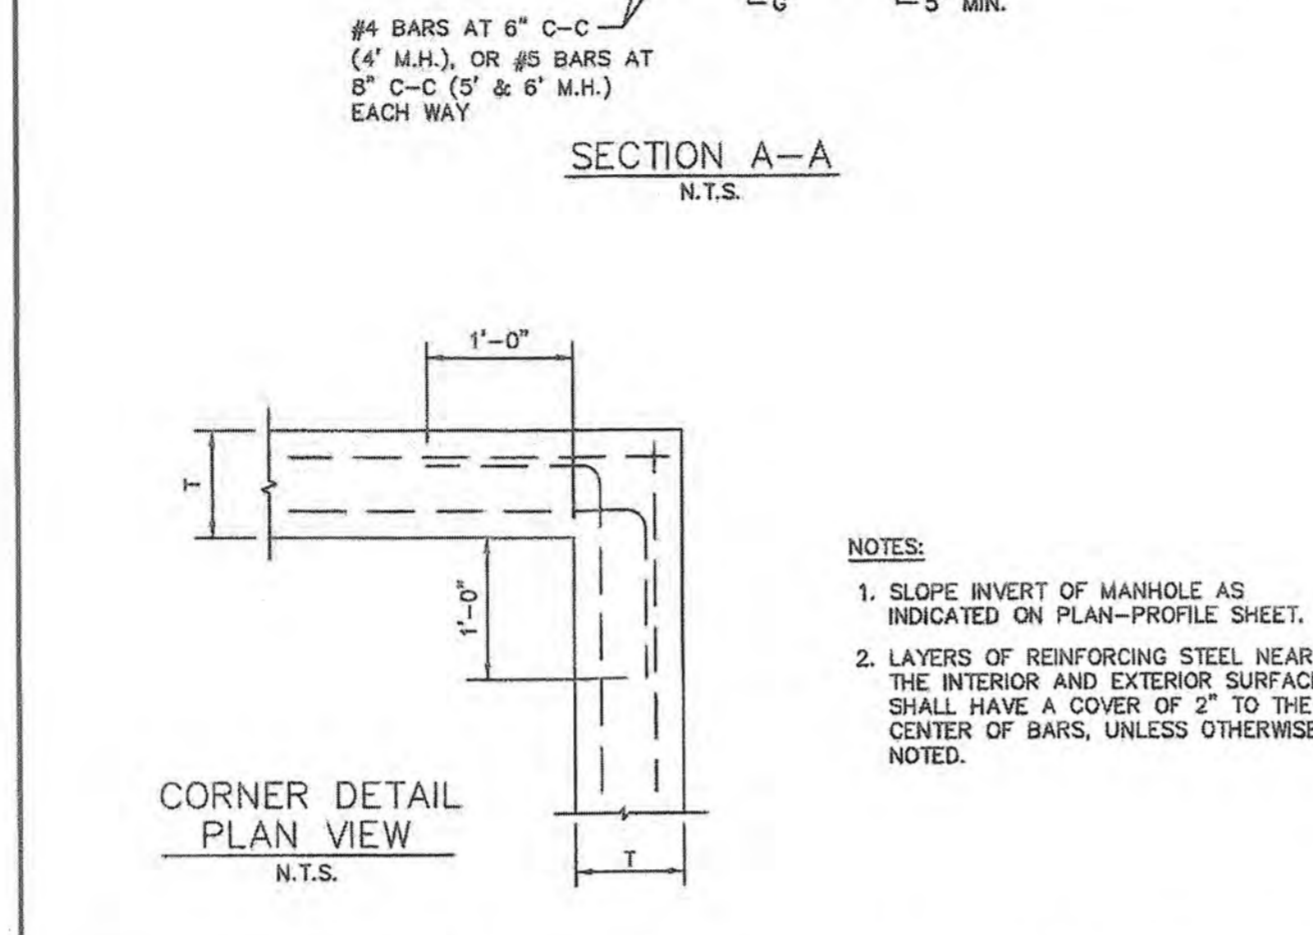 G
5" MIN.
#4 BARS AT 6" C-C
(4' M.H.), OR #5 BARS AT
8" C-C (5' & 6' M.H.)
EACH WAY
SECTION A-A
N.T.S.
1'-0"
T
1'-0"
NOTES:
1. SLOPE INVERT OF MANHOLE AS
INDICATED ON PLAN-PROFILE SHEET.
2. LAYERS OF REINFORCING STEEL NEAR
THE INTERIOR AND EXTERIOR
SHALL HAVE A COVER OF 2" TO THE
CENTER OF BARS, UNLESS OTHERWISE
NOTED.
CORNER DETAIL
PLAN VIEW
N.T.S.
T